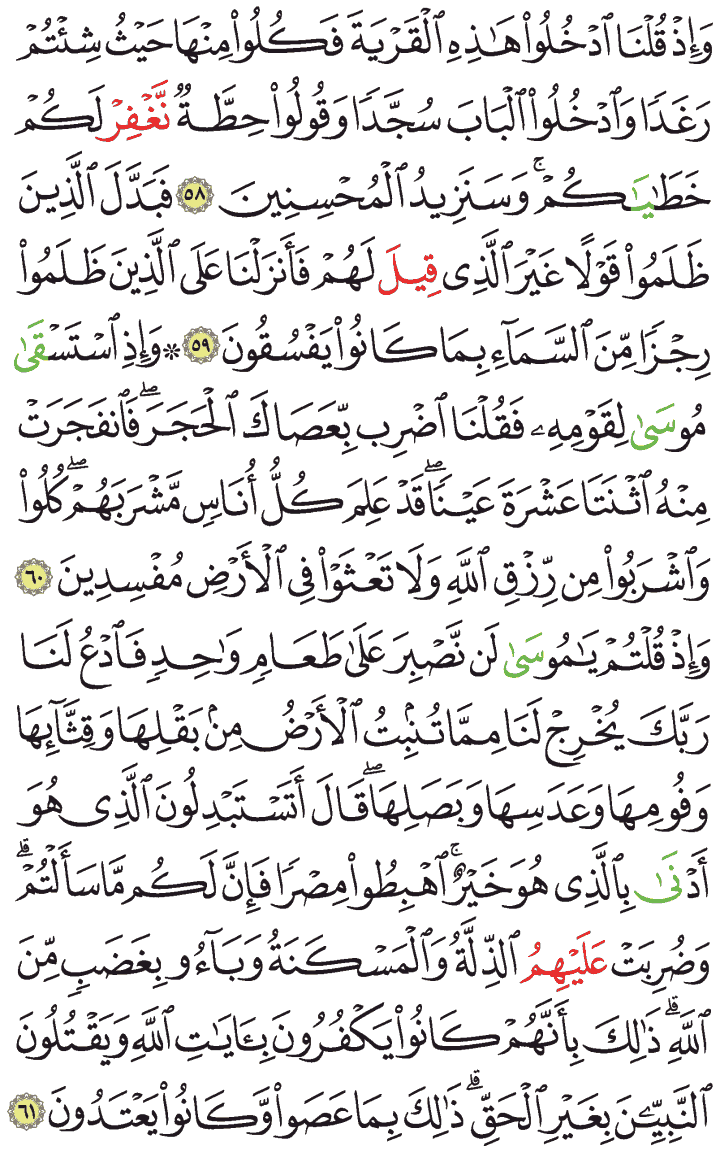 وَإِذْ قُلْنَا ٱدْخُلُوا۟ هَٰذِهِ ٱلْقَرْيَةَ فَكُلُوا۟ مِنْهَا حَيْثُ شِئْتُمْ
رَغَدًا وَٱدْخُلُوا۟ ٱلْبَابَ سُجَّدًا وَقُولُوا۟ حِطَّةٌ نَّغْفِرْ لَكُمْ
خَطَٰيَٰكُمْ ۚ وَسَنَزِيدُ ٱلْمُحْسِنِينَ ٥٨ فَبَدَّلَ ٱلَّذِينَ
ظَلَمُوا۟ قَوْلًا غَيْرَ ٱلَّذِى قِيلَ لَهُمْ فَأَنزَلْنَا عَلَى ٱلَّذِينَ ظَلَمُوا۟
رِجْزًا مِّنَ ٱلسَّمَآءِ بِمَا كَانُوا۟ يَفْسُقُونَ ٥٩ ۞ وَإِذِ ٱسْتَسْقَىٰ
مُوسَىٰ لِقَوْمِهِۦ فَقُلْنَا ٱضْرِب بِّعَصَاكَ ٱلْحَجَرَ ۖ فَٱنفَجَرَتْ
مِنْهُ ٱثْنَتَا عَشْرَةَ عَيْنًا ۖ قَدْ عَلِمَ كُلُّ أُنَاسٍ مَّشْرَبَهُمْ ۖ كُلُوا۟
وَٱشْرَبُوا۟ مِن رِّزْقِ ٱللَّهِ وَلَا تَعْثَوْا۟ فِى ٱلْأَرْضِ مُفْسِدِينَ ٦٠
وَإِذْ قُلْتُمْ يَٰمُوسَىٰ لَن نَّصْبِرَ عَلَىٰ طَعَامٍ وَٰحِدٍ فَٱدْعُ لَنَا
رَبَّكَ يُخْرِجْ لَنَا مِمَّا تُنۢبِتُ ٱلْأَرْضُ مِنۢ بَقْلِهَا وَقِثَّآئِهَا
وَفُومِهَا وَعَدَسِهَا وَبَصَلِهَا ۖ قَالَ أَتَسْتَبْدِلُونَ ٱلَّذِى هُوَ
أَدْنَىٰ بِٱلَّذِى هُوَ خَيْرٌ ۚ ٱهْبِطُوا۟ مِصْرًا فَإِنَّ لَكُم مَّا سَأَلْتُمْ ۗ
وَضُرِبَتْ عَلَيْهِمُ ٱلذِّلَّةُ وَٱلْمَسْكَنَةُ وَبَآءُو بِغَضَبٍ مِّنَ
ٱللَّهِ ۗ ذَٰلِكَ بِأَنَّهُمْ كَانُوا۟ يَكْفُرُونَ بِـَٔايَٰتِ ٱللَّهِ وَيَقْتُلُونَ
ٱلنَّبِيِّـۧنَ بِغَيْرِ ٱلْحَقِّ ۗ ذَٰلِكَ بِمَا عَصَوا۟ وَّكَانُوا۟ يَعْتَدُونَ ٦١